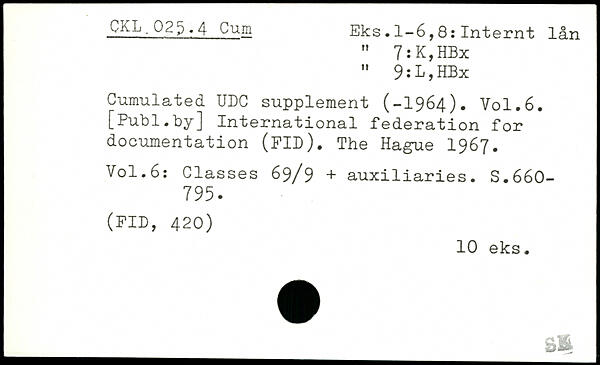 CKL 025.4 Cum
Eks.1-6,8:Internt lån
" 7:K,HBx
" 9:L,HBx
Cumulated UDC supplement (-1964). Vol.6.
[Publ.by] International federation for
documentation (FID). The Hague 1967.
Vol.6: Classes 69/9 + auxiliaries. S.660-
795.
(FID, 420)
10 eks.